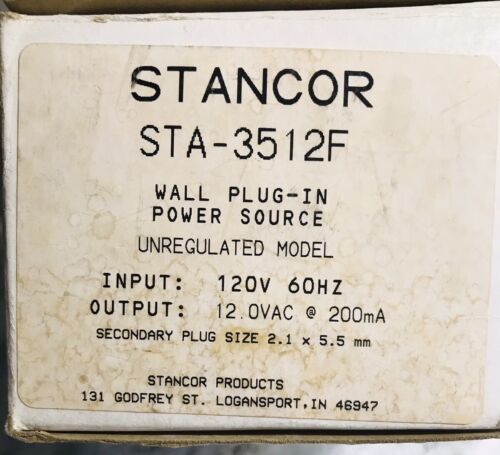 STANCOR
STA-3512F
WALL PLUG-IN
POWER SOURCE
UNREGULATED MODEL
INPUT: 120V 60HZ
OUTPUT: 12.0VAC @ 200mA
SECONDARY PLUG SIZE 2.1 x 5.5 mm
STANCOR PRODUCTS
131 GODFREY ST. LOGANSPORT,IN 46947